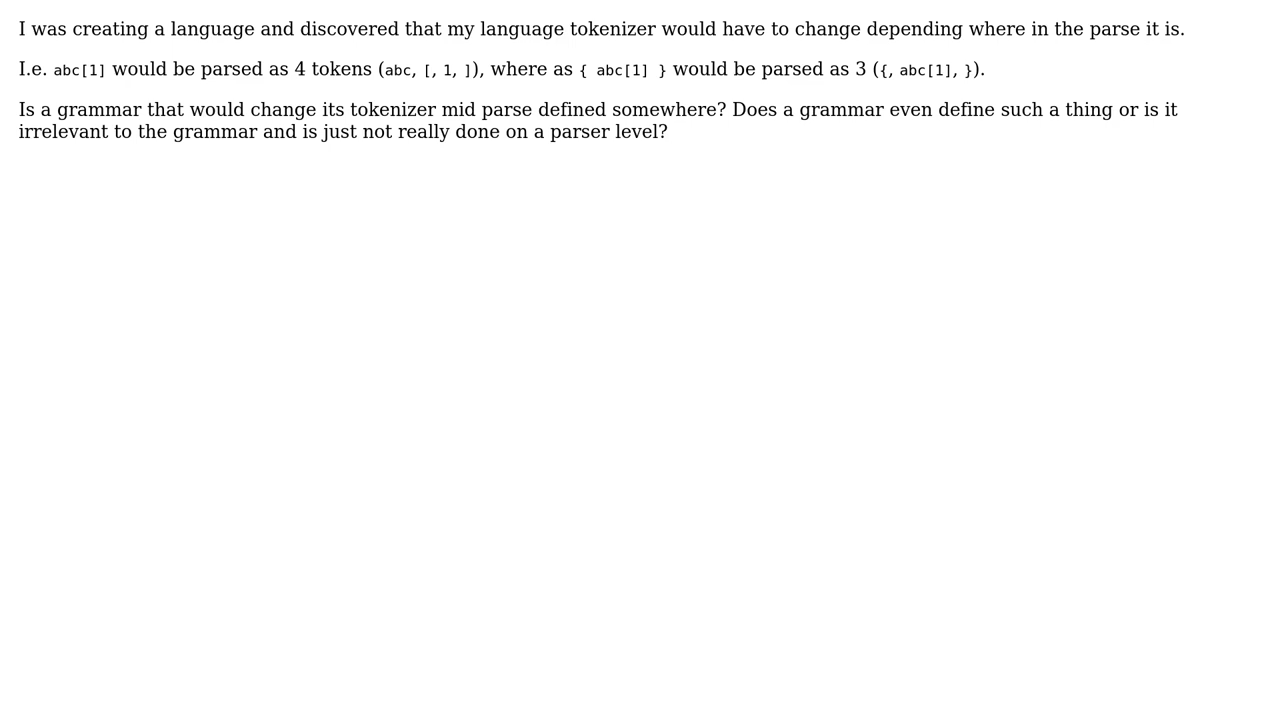 I was creating a language and discovered that my language tokenizer would have to change depending where in the parse it is.
I.e. abc[1] would be parsed as 4 tokens (abc, [, 1, ]), where as { abc[1] } would be parsed as 3 ({, abc[1], }).
Is a grammar that would change its tokenizer mid parse defined somewhere? Does a grammar even define such a thing or is it
irrelevant to the grammar and is just not really done on a parser level?